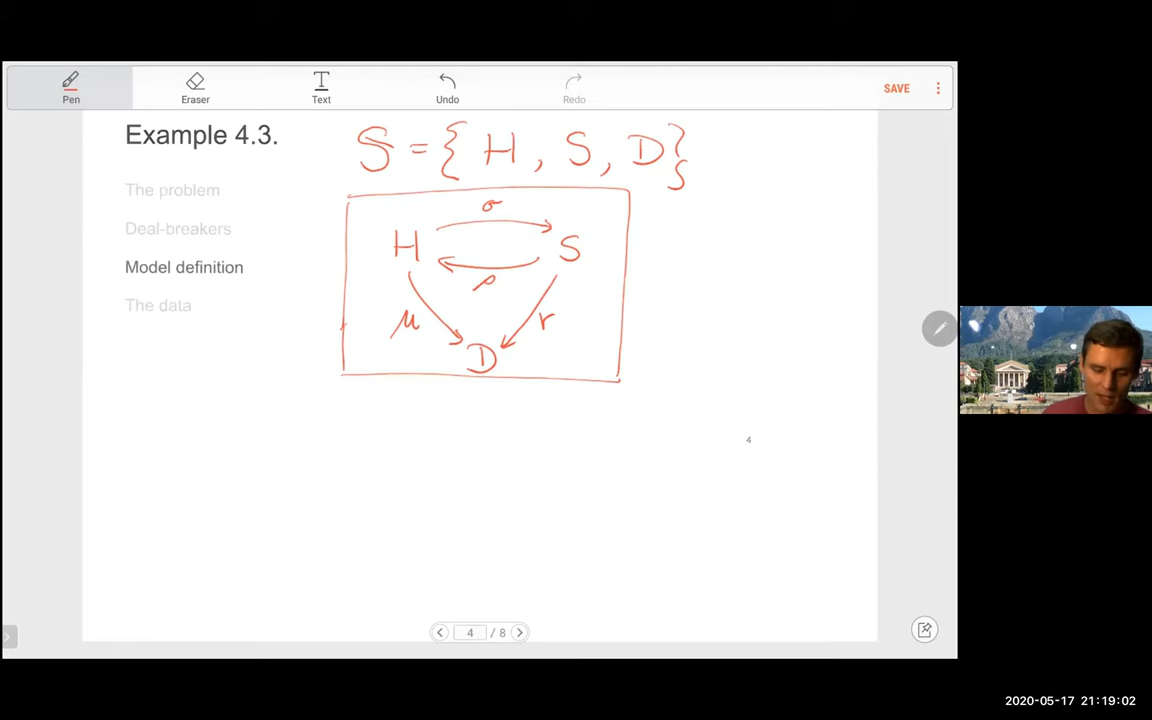 Pen Eraser Text Undo Redo SAVE
Example 4.3.
S = { H , S , D }
The problem
Deal-breakers
Model definition
The data
σ
H S
ρ
μ r
D
4
4 / 8
2020-05-17 21:19:02